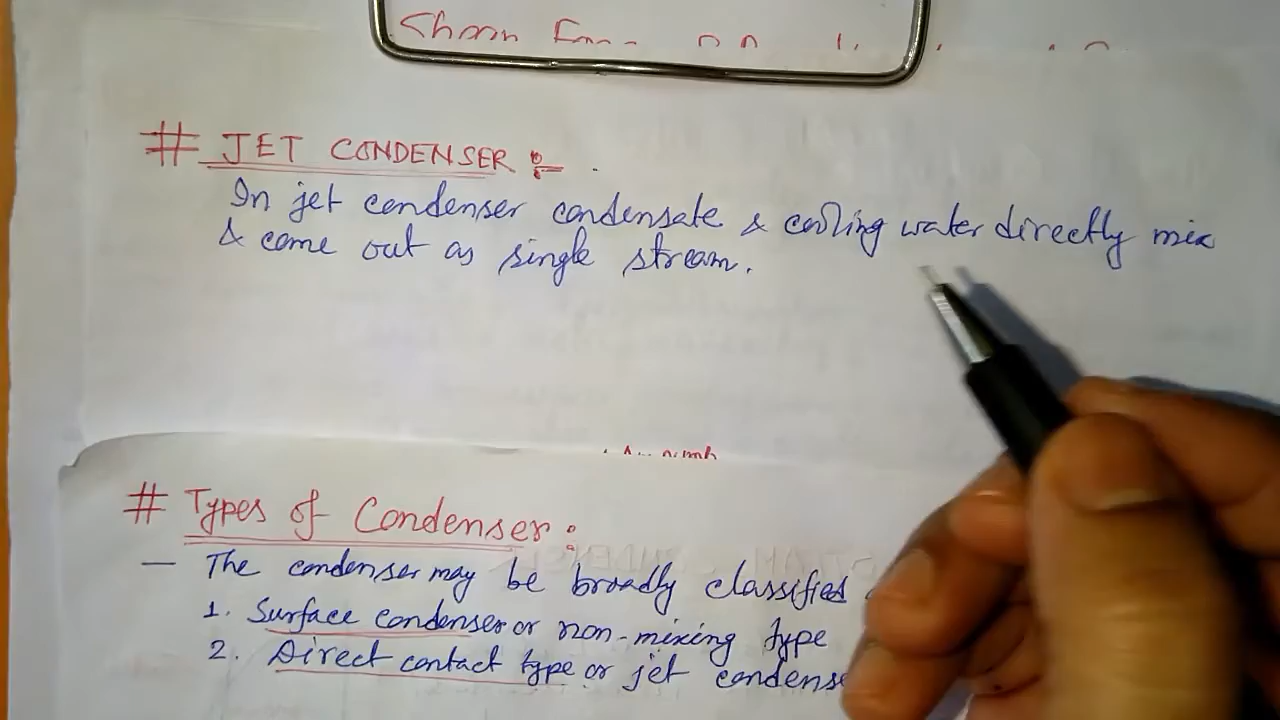 # JET CONDENSER :-
In jet condenser condensate & cooling water directly mix
& come out as single stream.
# Types of Condenser :
— The condenser may be broadly classified
1. Surface condenser or non-mixing type
2. Direct contact type or jet condense